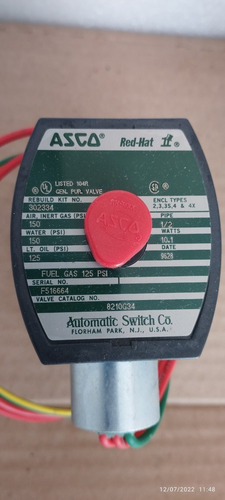 ASCO® Red-Hat II®
LISTED 104R
GEN. PUR. VALVE
REBUILD KIT NO.
302334
ENCL TYPES
2,3,3S,4 & 4X
AIR, INERT GAS (PSI)
150
PIPE
1/2
WATER (PSI)
150
WATTS
10.1
LT. OIL (PSI)
125
FUEL GAS 125 PSI
SERIAL NO.
F516664
VALVE CATALOG NO.
8210G34
Automatic Switch Co.
FLORHAM PARK, N.J., U.S.A.
12/07/2022 11:48